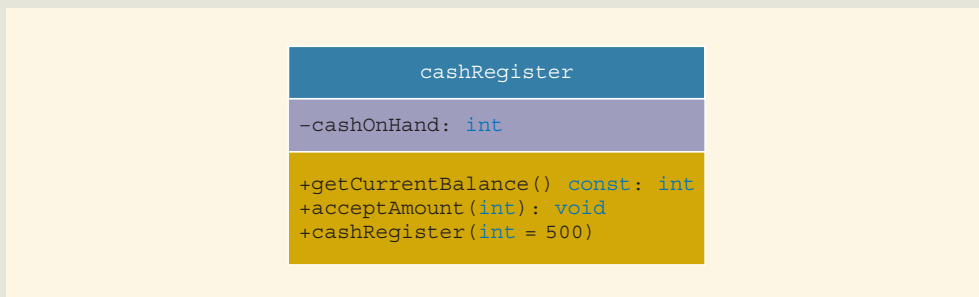 cashRegister
-cashOnHand: int
+getCurrentBalance() const: int
+acceptAmount(int): void
+cashRegister(int = 500)